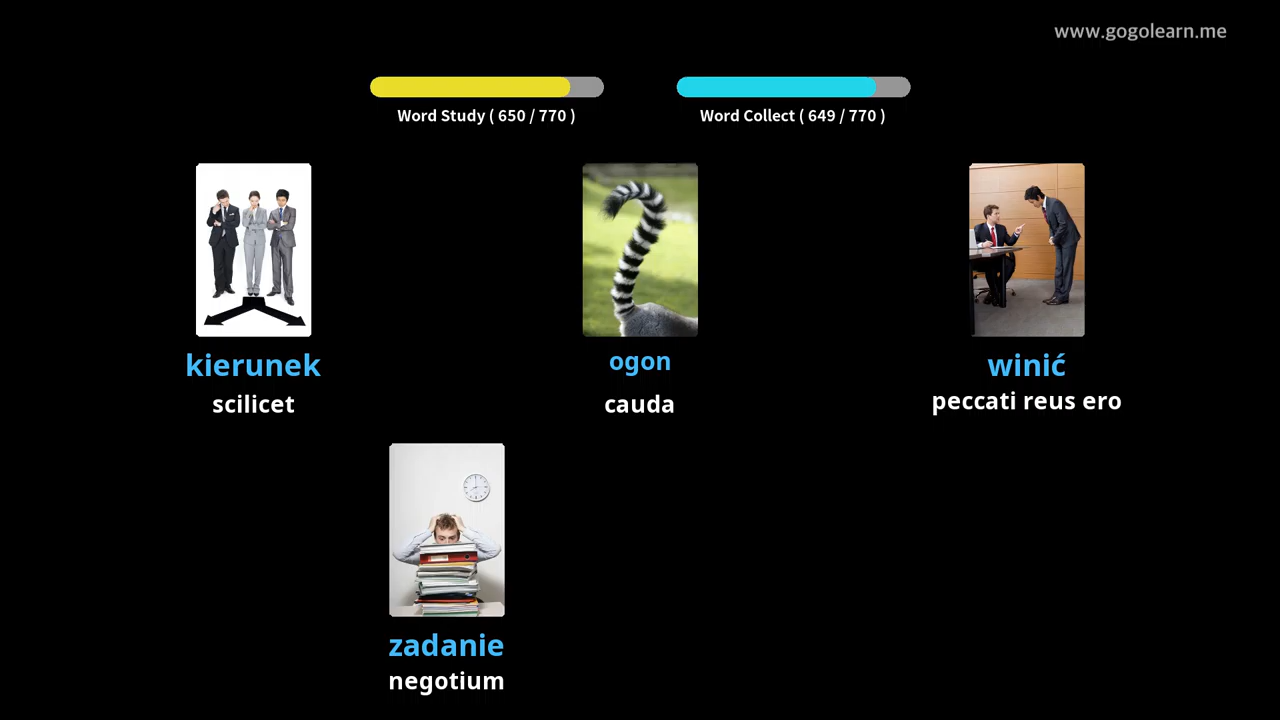 www.gogolearn.me
Word Study ( 650 / 770 )
Word Collect ( 649 / 770 )
kierunek
scilicet
ogon
cauda
winić
peccati reus ero
zadanie
negotium